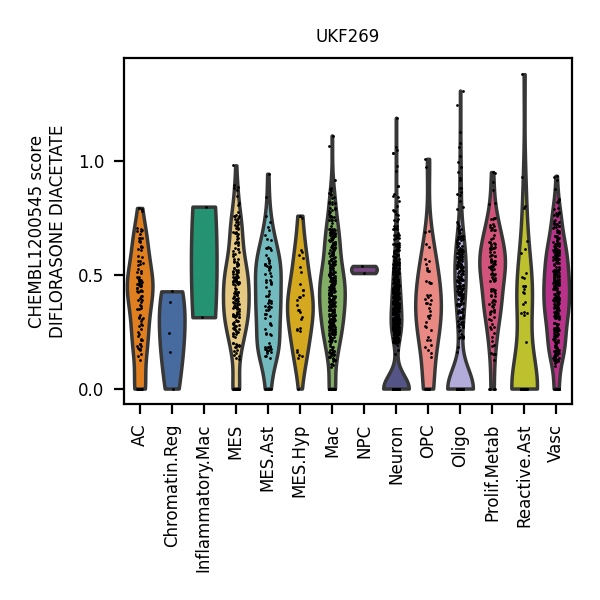 UKF269
CHEMBL1200545 score
DIFLORASONE DIACETATE
1.0
0.5
0.0
AC
Chromatin.Reg
Inflammatory.Mac
MES
MES.Ast
MES.Hyp
Mac
NPC
Neuron
OPC
Oligo
Prolif.Metab
Reactive.Ast
Vasc